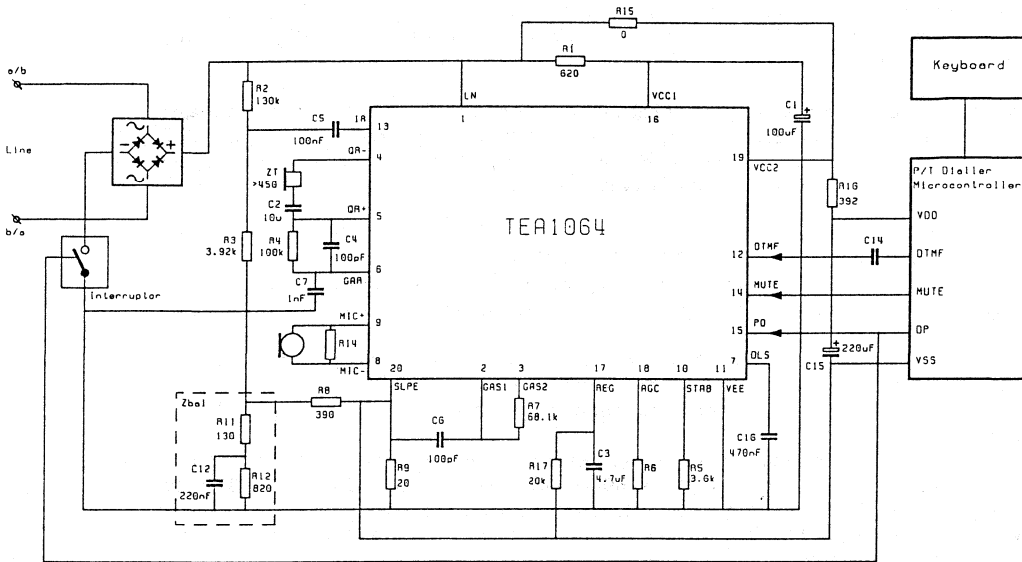 R15
0
a/b
R1
620
Keyboard
R2
130k
LN
VCC1
C1
+
100uF
1
16
C5
IR
13
100nF
Line
QR-
4
19
VCC2
P/T Dialler
Microcontroller
ZT
>450
R16
392
C2
10u
QR+
5
VDD
b/a
TEA1064
R3
3.92k
R4
100k
C4
100pF
C14
DTMF
12
DTMF
6
GAR
C7
1nF
MUTE
14
MUTE
Interruptor
MIC+
9
PD
15
DP
R14
DLS
7
+
220uF
C15
VSS
8
MIC-
20
2
3
17
18
10
11
SLPE
GAS1
GAS2
REG
AGC
STAB
VEE
Zbal
R8
390
R7
68.1k
R11
130
C6
100pF
C16
470nF
C12
220nF
R12
820
R9
20
R17
20k
C3
4.7uF
R6
R5
3.6k